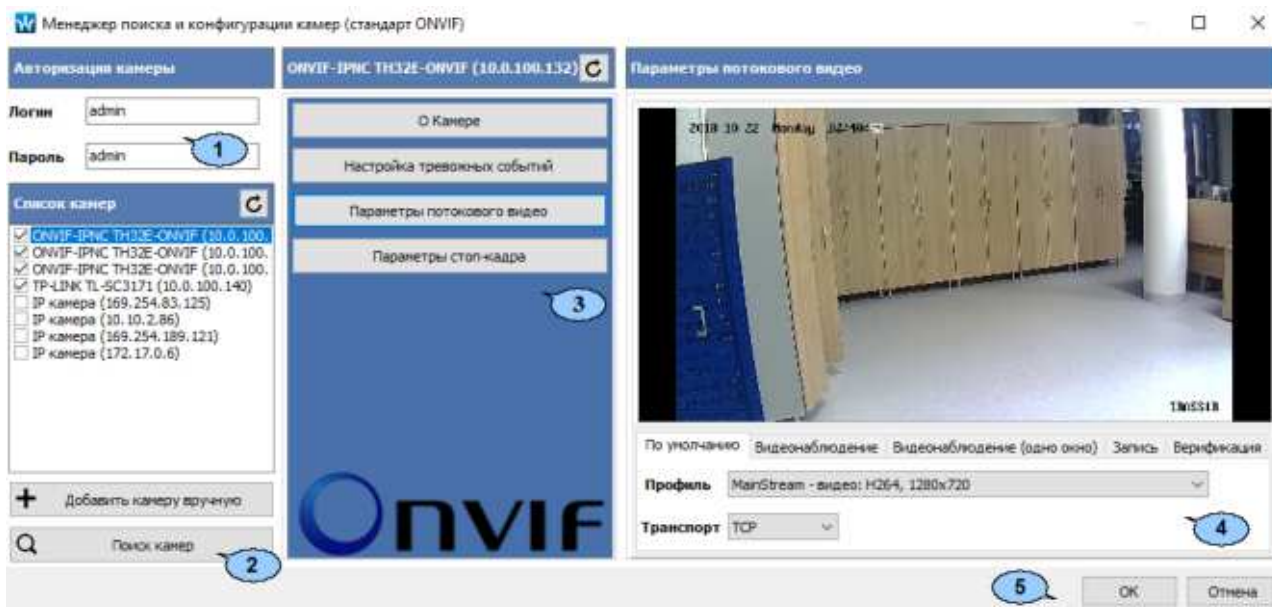 Менеджер поиска и конфигурации камер (стандарт ONVIF)
Авторизация камеры
Логин admin
Пароль admin
1
Список камер
ONVIF-IPNC TH32E-ONVIF (10.0.100.
ONVIF-IPNC TH32E-ONVIF (10.0.100.
ONVIF-IPNC TH32E-ONVIF (10.0.100.
TP-LINK TL-SC3171 (10.0.100.140)
IP камера (169.254.83.125)
IP камера (10.10.2.86)
IP камера (169.254.189.121)
IP камера (172.17.0.6)
Добавить камеру вручную
Поиск камер
2
ONVIF-IPNC TH32E-ONVIF (10.0.100.132)
О Камере
Настройка тревожных событий
Параметры потокового видео
Параметры стоп-кадра
3
ONVIF
Параметры потокового видео
2018 10 22 Monday
По умолчанию Видеонаблюдение Видеонаблюдение (одно окно) Запись Верификация
Профиль MainStream - видео: H264, 1280x720
Транспорт TCP
4
5
OK Отмена